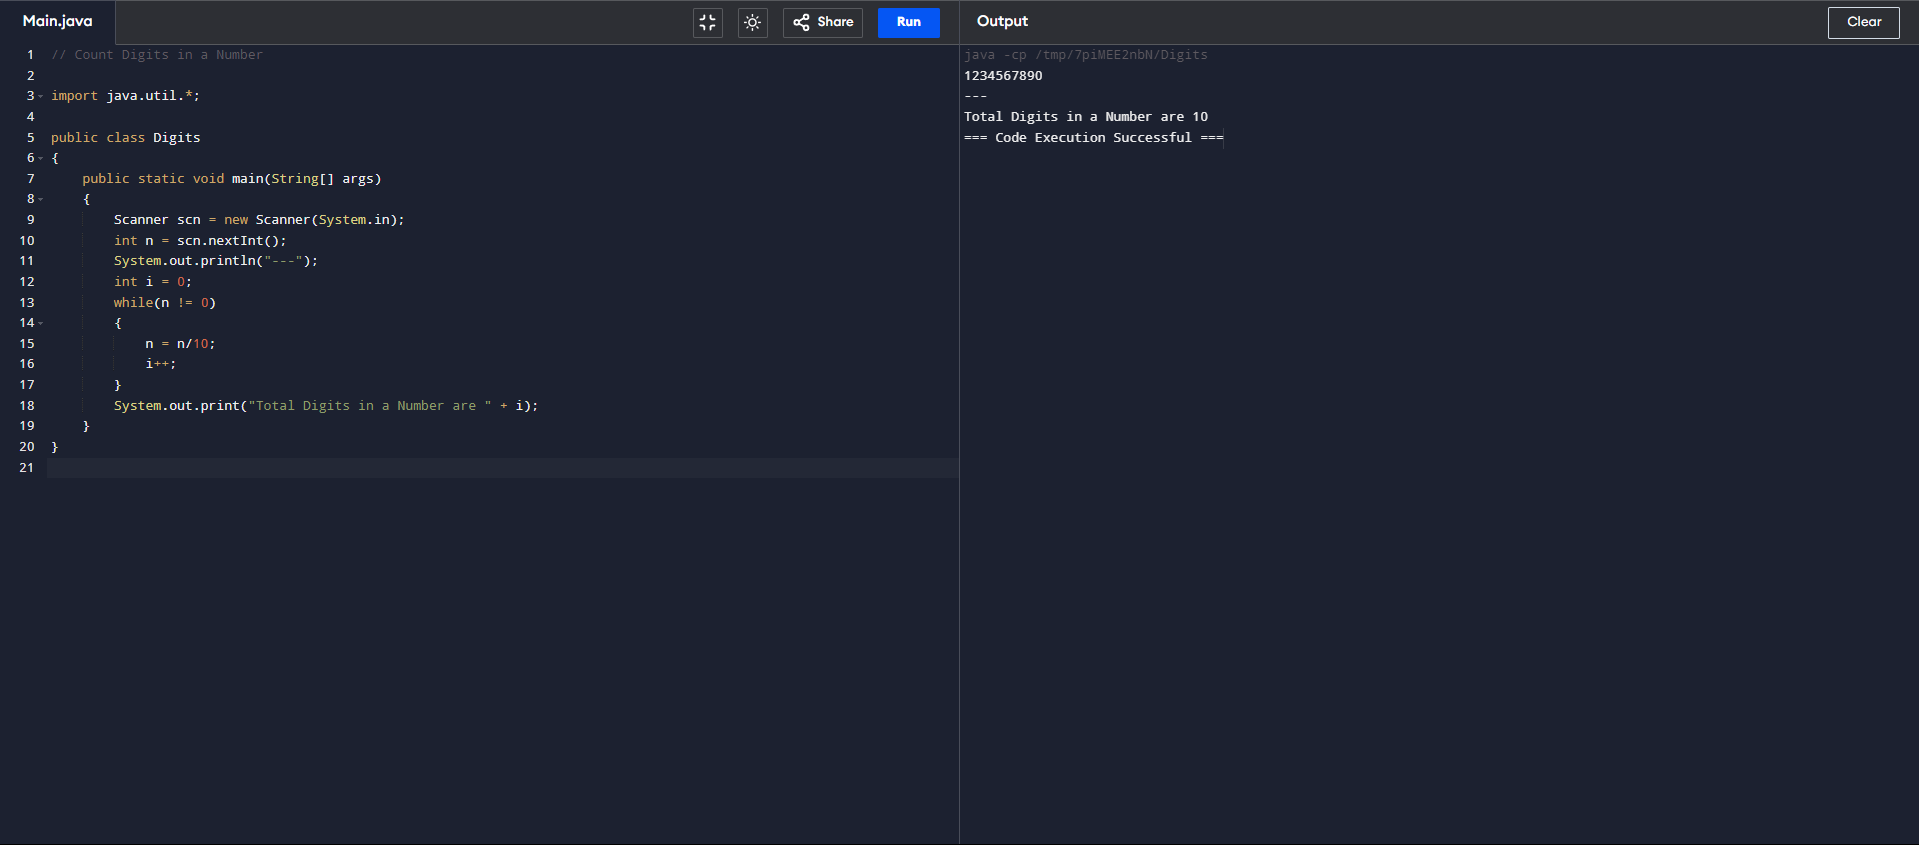 Main.java
Share
Run
1 // Count Digits in a Number
2
3 import java.util.*;
4
5 public class Digits
6 {
7     public static void main(String[] args)
8     {
9         Scanner scn = new Scanner(System.in);
10         int n = scn.nextInt();
11         System.out.println("---");
12         int i = 0;
13         while(n != 0)
14         {
15             n = n/10;
16             i++;
17         }
18         System.out.print("Total Digits in a Number are " + i);
19     }
20 }
21
Output
Clear
java -cp /tmp/7piMEE2nbN/Digits
1234567890
---
Total Digits in a Number are 10
=== Code Execution Successful ===